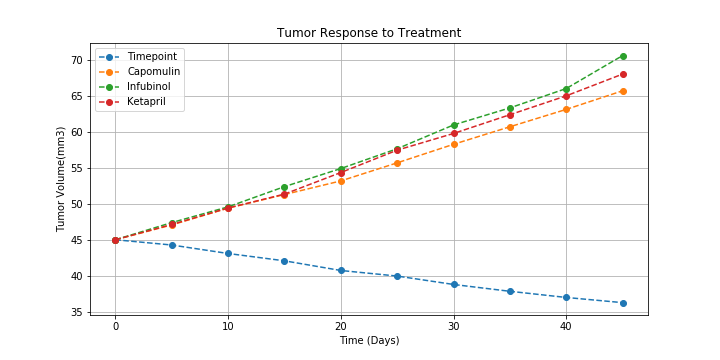 Tumor Response to Treatment
Timepoint
Capomulin
Infubinol
Ketapril
Tumor Volume(mm3)
70
65
60
55
50
45
40
35
0
10
20
30
40
Time (Days)